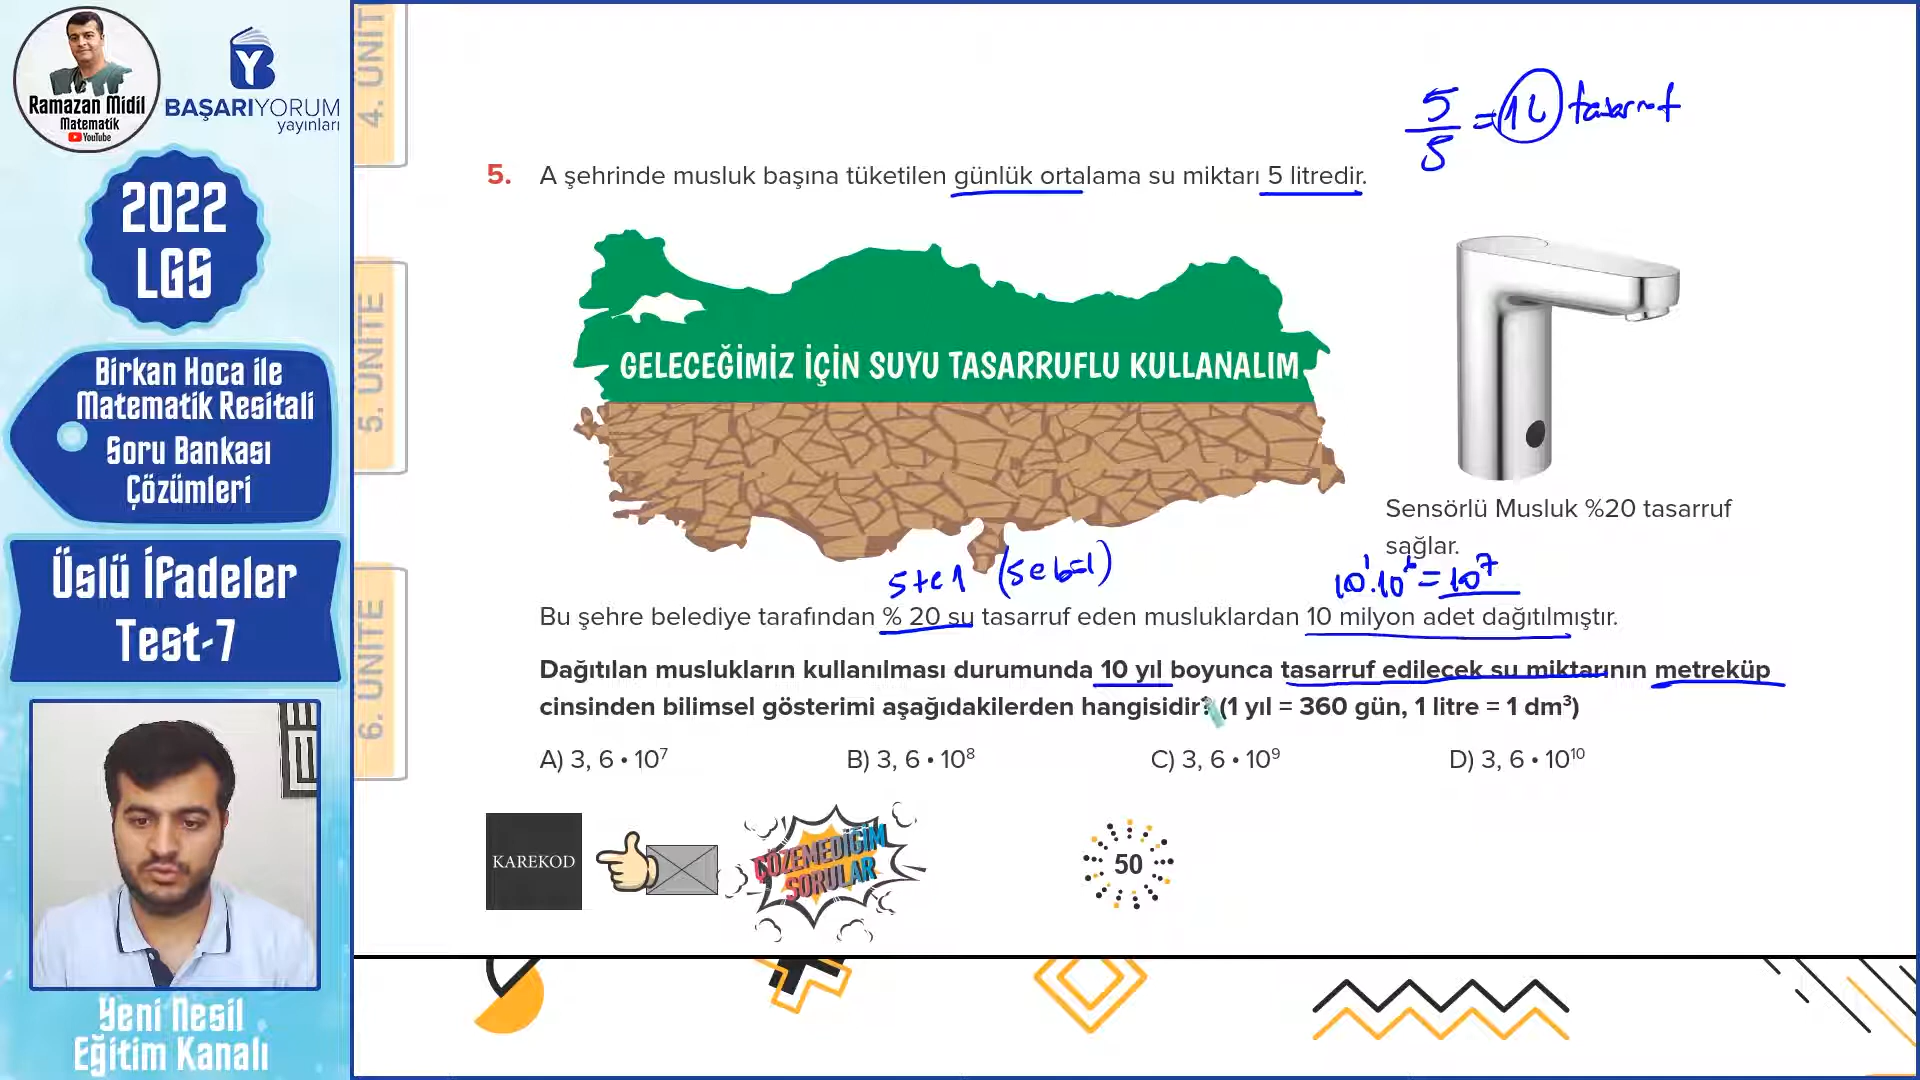 Ramazan Midil
Matematik
YouTube
BAŞARIYORUM
yayınları
2022
LGS
Birkan Hoca ile
Matematik Resitali
Soru Bankası
Çözümleri
Üslü İfadeler
Test-7
Yeni Nesil
Eğitim Kanalı
4. ÜNİT
5. ÜNİTE
6. ÜNİTE
5/5 = 1L tasarruf
5. A şehrinde musluk başına tüketilen günlük ortalama su miktarı 5 litredir.
GELECEĞİMİZ İÇİN SUYU TASARRUFLU KULLANALIM
Sensörlü Musluk %20 tasarruf
sağlar.
5te 1 (5 eb=1)
10¹.10⁶=10⁷
Bu şehre belediye tarafından % 20 su tasarruf eden musluklardan 10 milyon adet dağıtılmıştır.
Dağıtılan muslukların kullanılması durumunda 10 yıl boyunca tasarruf edilecek su miktarının metreküp
cinsinden bilimsel gösterimi aşağıdakilerden hangisidir? (1 yıl = 360 gün, 1 litre = 1 dm³)
A) 3, 6 • 10⁷ B) 3, 6 • 10⁸ C) 3, 6 • 10⁹ D) 3, 6 • 10¹⁰
KAREKOD
ÇÖZEMEDİĞİM
SORULAR
50